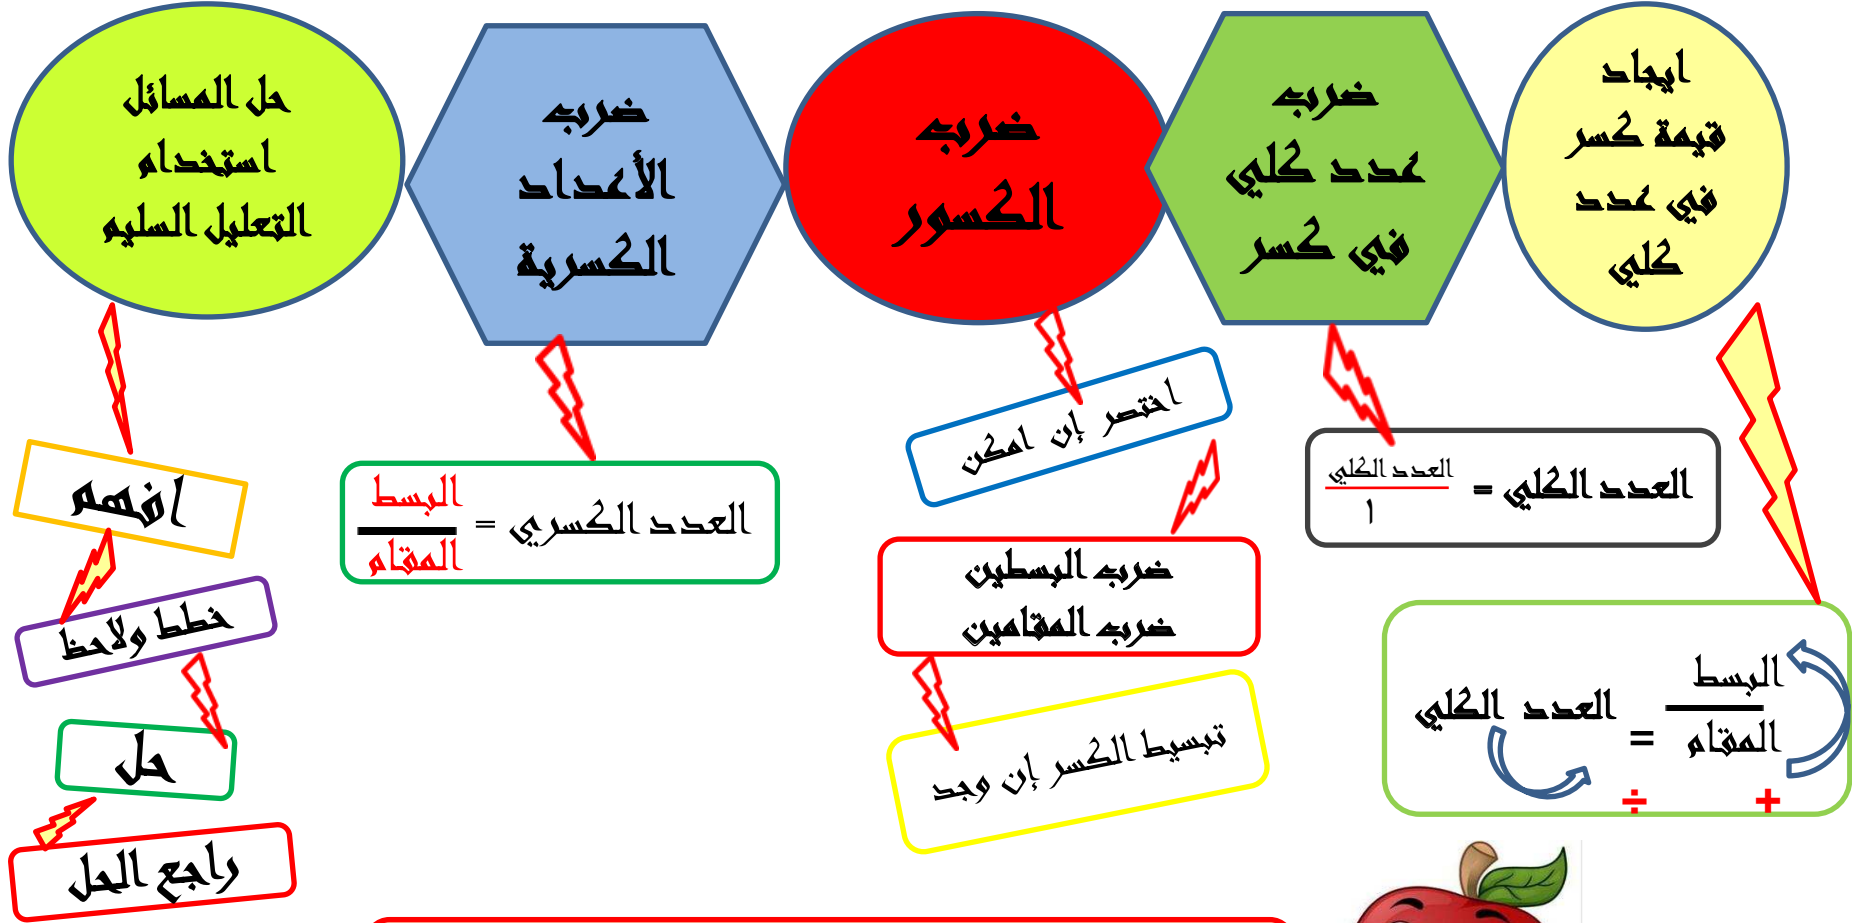 ايجاد
قيمة كسر
في عدد
كلي
ضرب
عدد كلي
في كسر
ضرب
الكسور
ضرب
الأعداد
الكسرية
حل المسائل
استخدام
التعليل السليم
البسط
العدد الكلي =
المقام
÷ +
العدد الكلي = العدد الكلي
١
اختصر إن امكن
ضرب البسطين
ضرب المقامين
تبسيط الكسر إن وجد
العدد الكسري = البسط
المقام
افهم
خطط ولاحظ
حل
راجع الحل